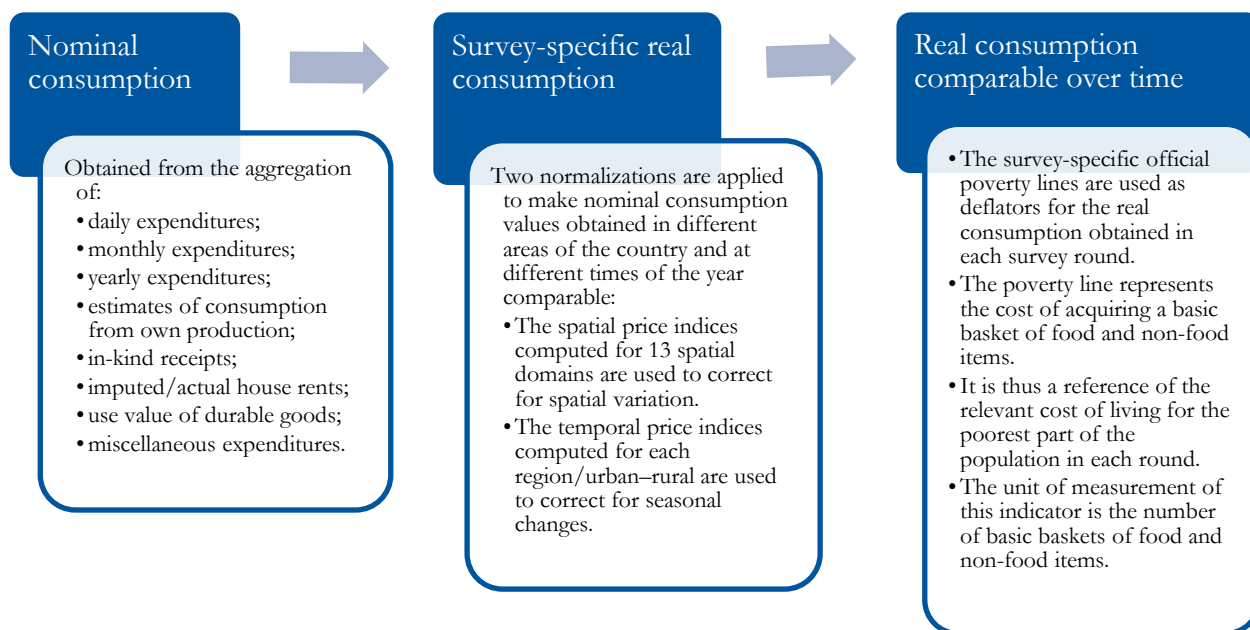 Nominal
consumption
Obtained from the aggregation
of:
• daily expenditures;
• monthly expenditures;
• yearly expenditures;
• estimates of consumption
from own production;
• in-kind receipts;
• imputed/actual house rents;
• use value of durable goods;
• miscellaneous expenditures.
Survey-specific real
consumption
Two normalizations are applied
to make nominal consumption
values obtained in different
areas of the country and at
different times of the year
comparable:
• The spatial price indices
computed for 13 spatial
domains are used to correct
for spatial variation.
• The temporal price indices
computed for each
region/urban–rural are used
to correct for seasonal
changes.
Real consumption
comparable over time
• The survey-specific official
poverty lines are used as
deflators for the real
consumption obtained in
each survey round.
• The poverty line represents
the cost of acquiring a basic
basket of food and non-food
items.
• It is thus a reference of the
relevant cost of living for the
poorest part of the
population in each round.
• The unit of measurement of
this indicator is the number
of basic baskets of food and
non-food items.